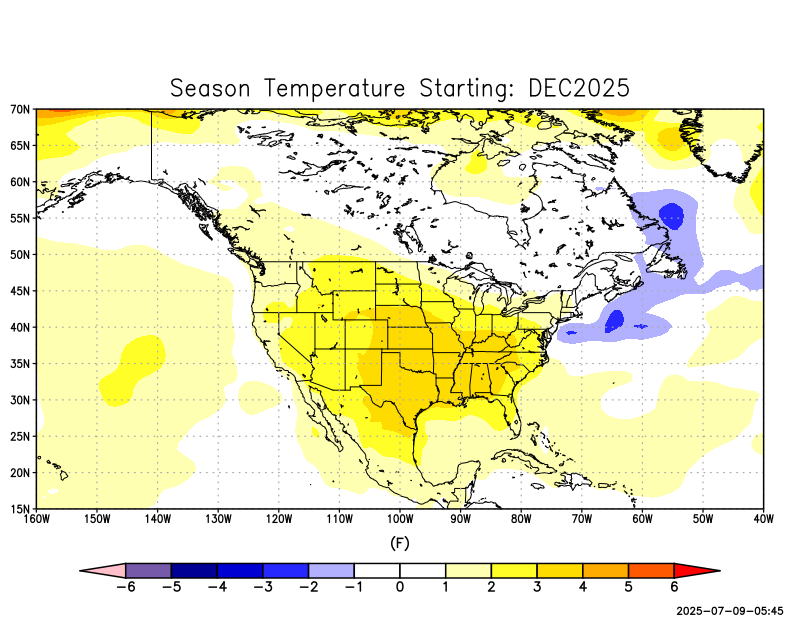 Season Temperature Starting: DEC2025
70N
65N
60N
55N
50N
45N
40N
35N
30N
25N
20N
15N
160W 150W 140W 130W 120W 110W 100W 90W 80W 70W 60W 50W 40W
(F)
−6 −5 −4 −3 −2 −1 0 1 2 3 4 5 6
2025-07-09-05:45